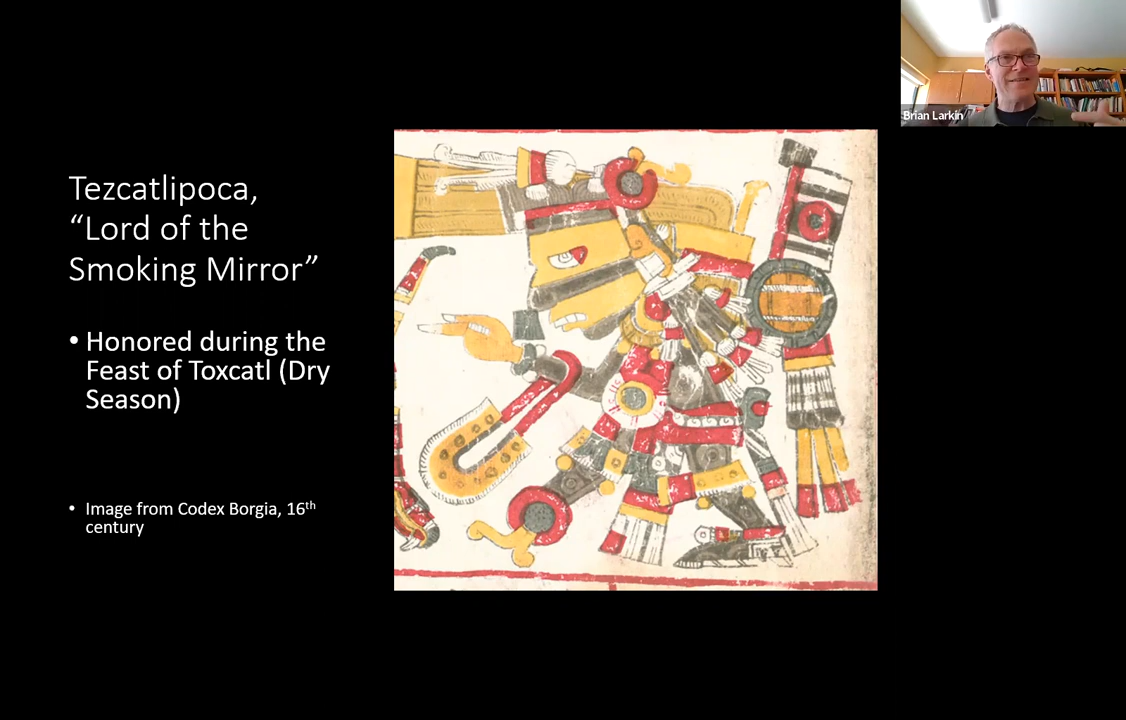 Tezcatlipoca,
“Lord of the
Smoking Mirror”
• Honored during the
Feast of Toxcatl (Dry
Season)
• Image from Codex Borgia, 16th
century
Brian Larkin